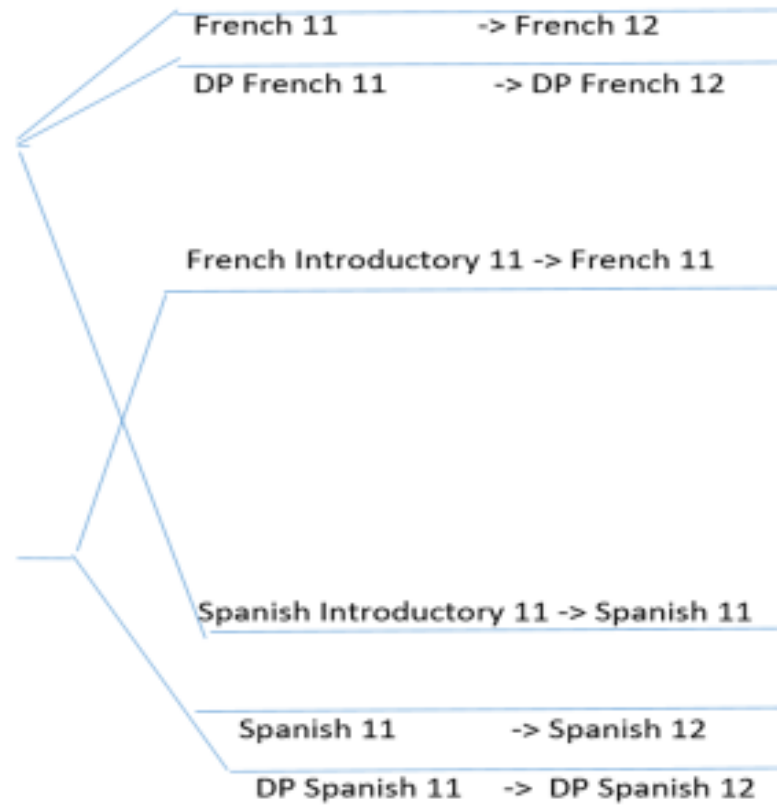 French 11 -> French 12
DP French 11 -> DP French 12
French Introductory 11 -> French 11
Spanish Introductory 11 -> Spanish 11
Spanish 11 -> Spanish 12
DP Spanish 11 -> DP Spanish 12